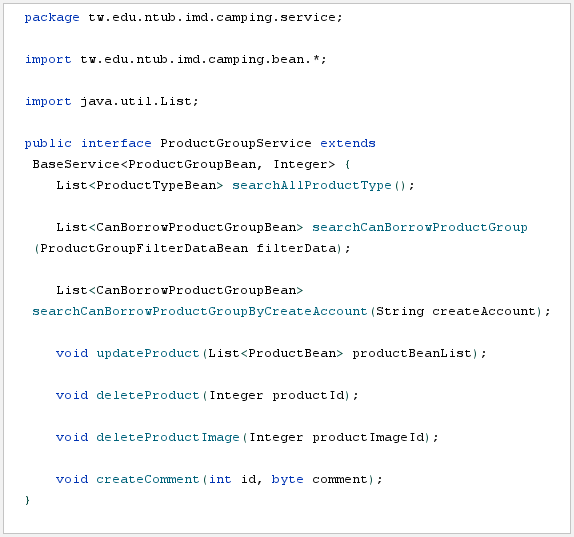 package tw.edu.ntub.imd.camping.service;
import tw.edu.ntub.imd.camping.bean.*;
import java.util.List;
public interface ProductGroupService extends
BaseService<ProductGroupBean, Integer> {
List<ProductTypeBean> searchAllProductType();
List<CanBorrowProductGroupBean> searchCanBorrowProductGroup
(ProductGroupFilterDataBean filterData);
List<CanBorrowProductGroupBean>
searchCanBorrowProductGroupByCreateAccount(String createAccount);
void updateProduct(List<ProductBean> productBeanList);
void deleteProduct(Integer productId);
void deleteProductImage(Integer productImageId);
void createComment(int id, byte comment);
}